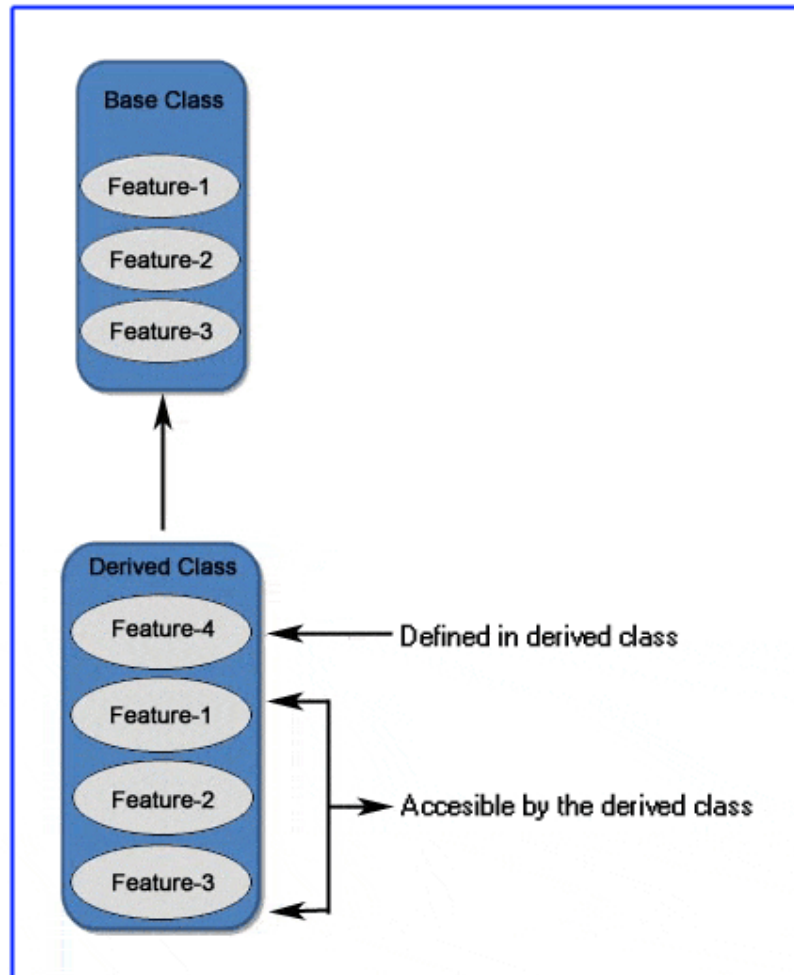 Base Class
Feature-1
Feature-2
Feature-3
Derived Class
Feature-4
Defined in derived class
Feature-1
Feature-2
Accesible by the derived class
Feature-3